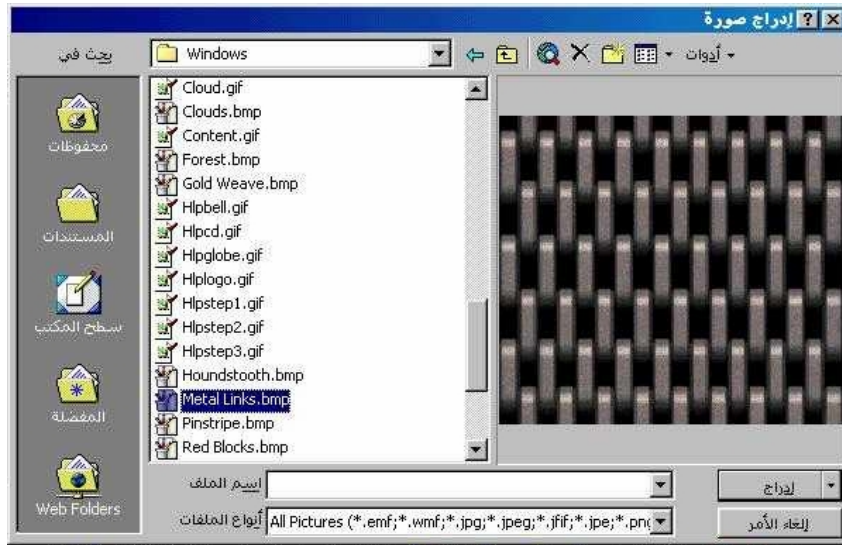 إدراج صورة
بحث في
Windows
أدوات
محفوظات
المستندات
سطح المكتب
المفضلة
Web Folders
Cloud.gif
Clouds.bmp
Content.gif
Forest.bmp
Gold Weave.bmp
Hlpbell.gif
Hlpcd.gif
Hlpglobe.gif
Hlplogo.gif
Hlpstep1.gif
Hlpstep2.gif
Hlpstep3.gif
Houndstooth.bmp
Metal Links.bmp
Pinstripe.bmp
Red Blocks.bmp
اسم الملف
إدراج
أنواع الملفات
All Pictures (*.emf;*.wmf;*.jpg;*.jpeg;*.jfif;*.jpe;*.png
إلغاء الأمر